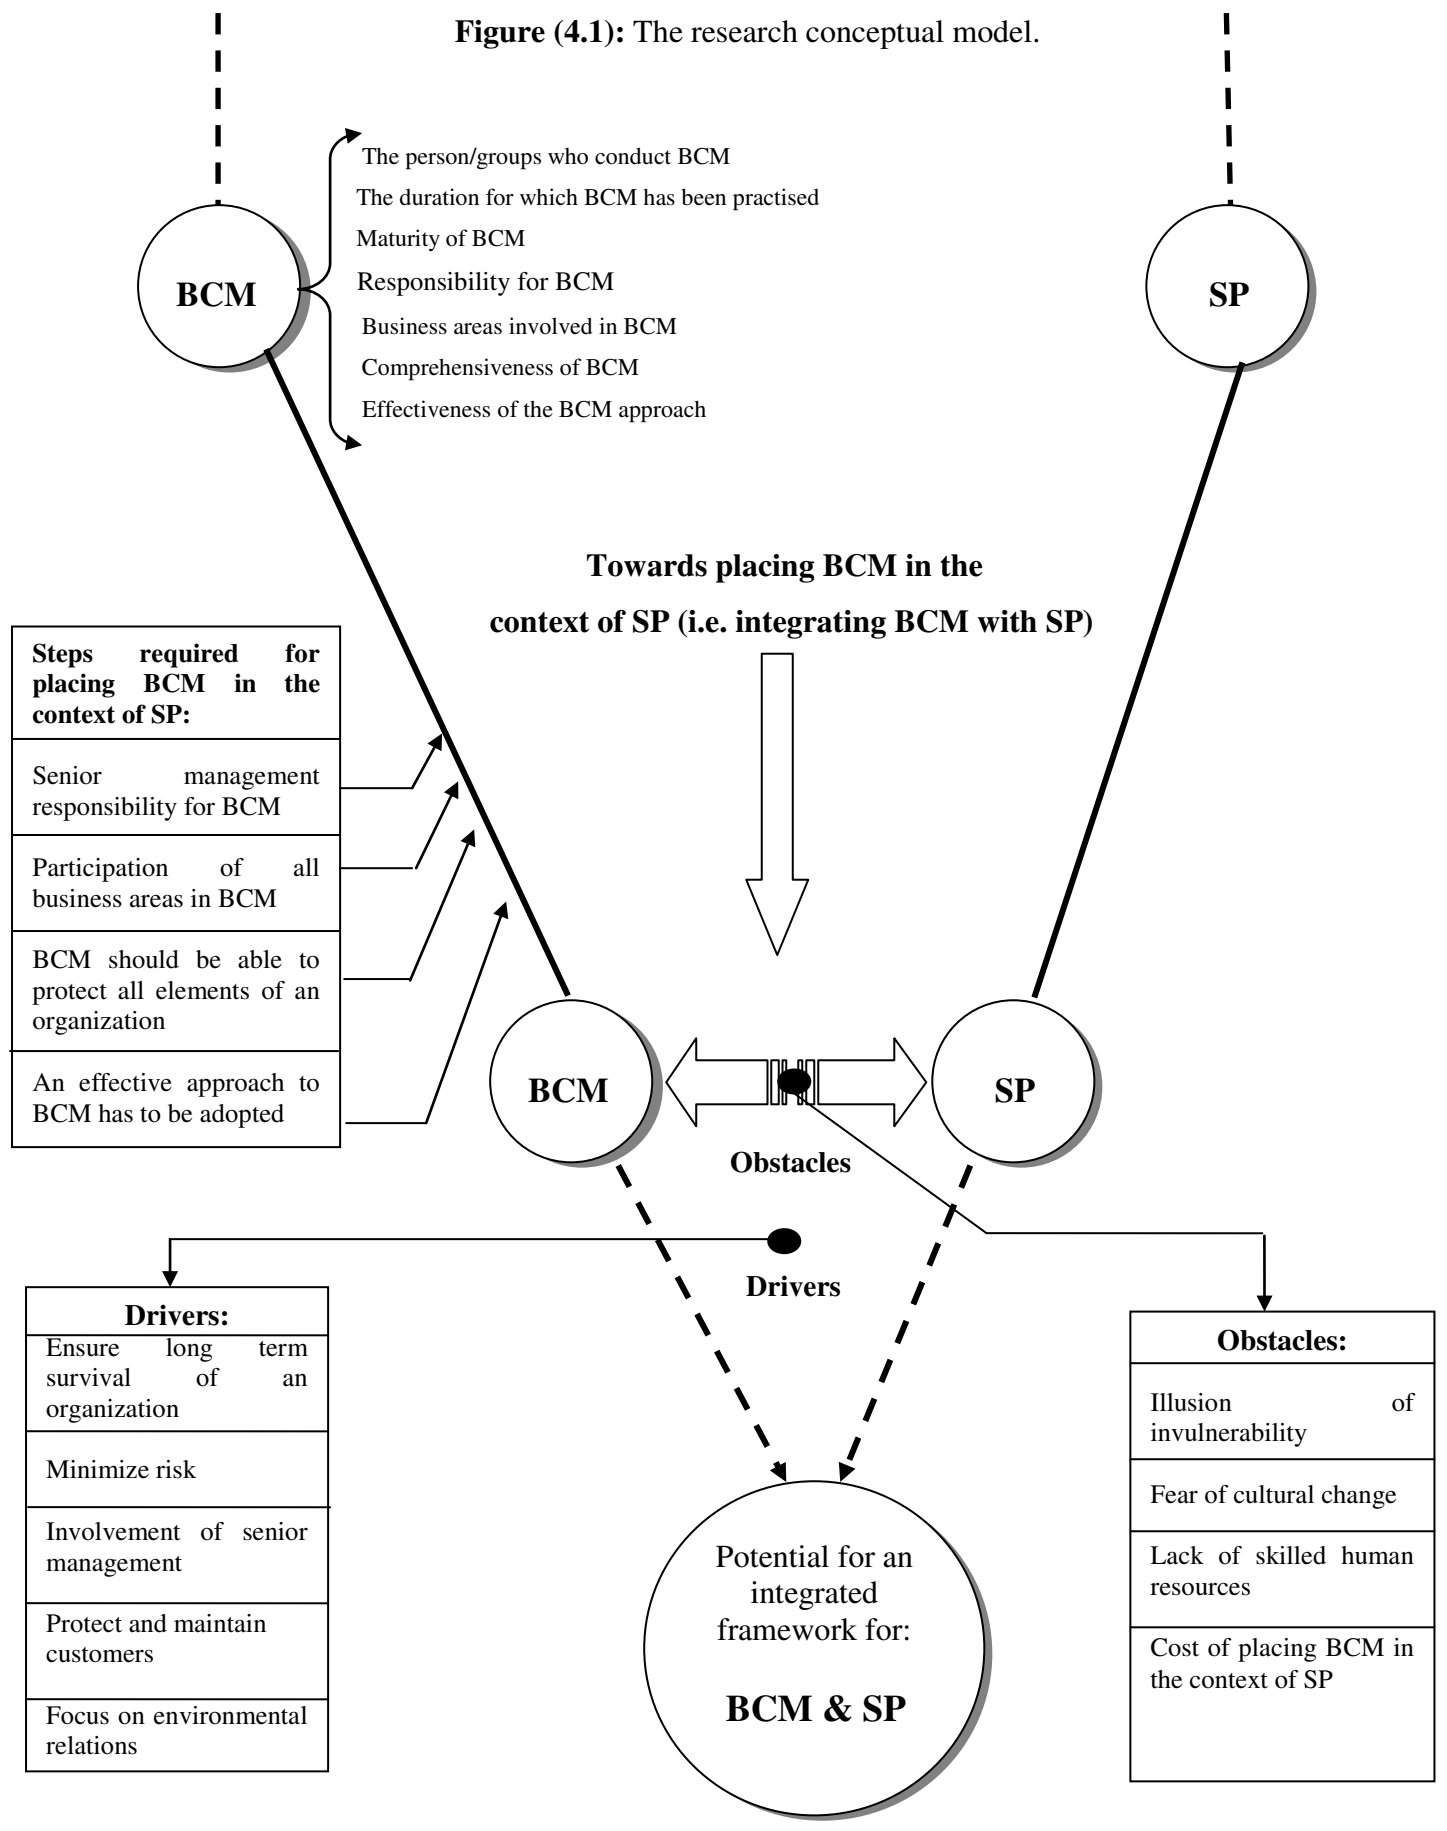 Figure (4.1): The research conceptual model.
The person/groups who conduct BCM
The duration for which BCM has been practised
Maturity of BCM
Responsibility for BCM
Business areas involved in BCM
Comprehensiveness of BCM
Effectiveness of the BCM approach
BCM
SP
Towards placing BCM in the
context of SP (i.e. integrating BCM with SP)
Steps required for
placing BCM in the
context of SP:
Senior management
responsibility for BCM
Participation of all
business areas in BCM
BCM should be able to
protect all elements of an
organization
An effective approach to
BCM has to be adopted
BCM
SP
Obstacles
Drivers
Drivers:
Ensure long term
survival of an
organization
Minimize risk
Involvement of senior
management
Protect and maintain
customers
Focus on environmental
relations
Obstacles:
Illusion of
invulnerability
Fear of cultural change
Lack of skilled human
resources
Cost of placing BCM in
the context of SP
Potential for an
integrated
framework for:
BCM & SP